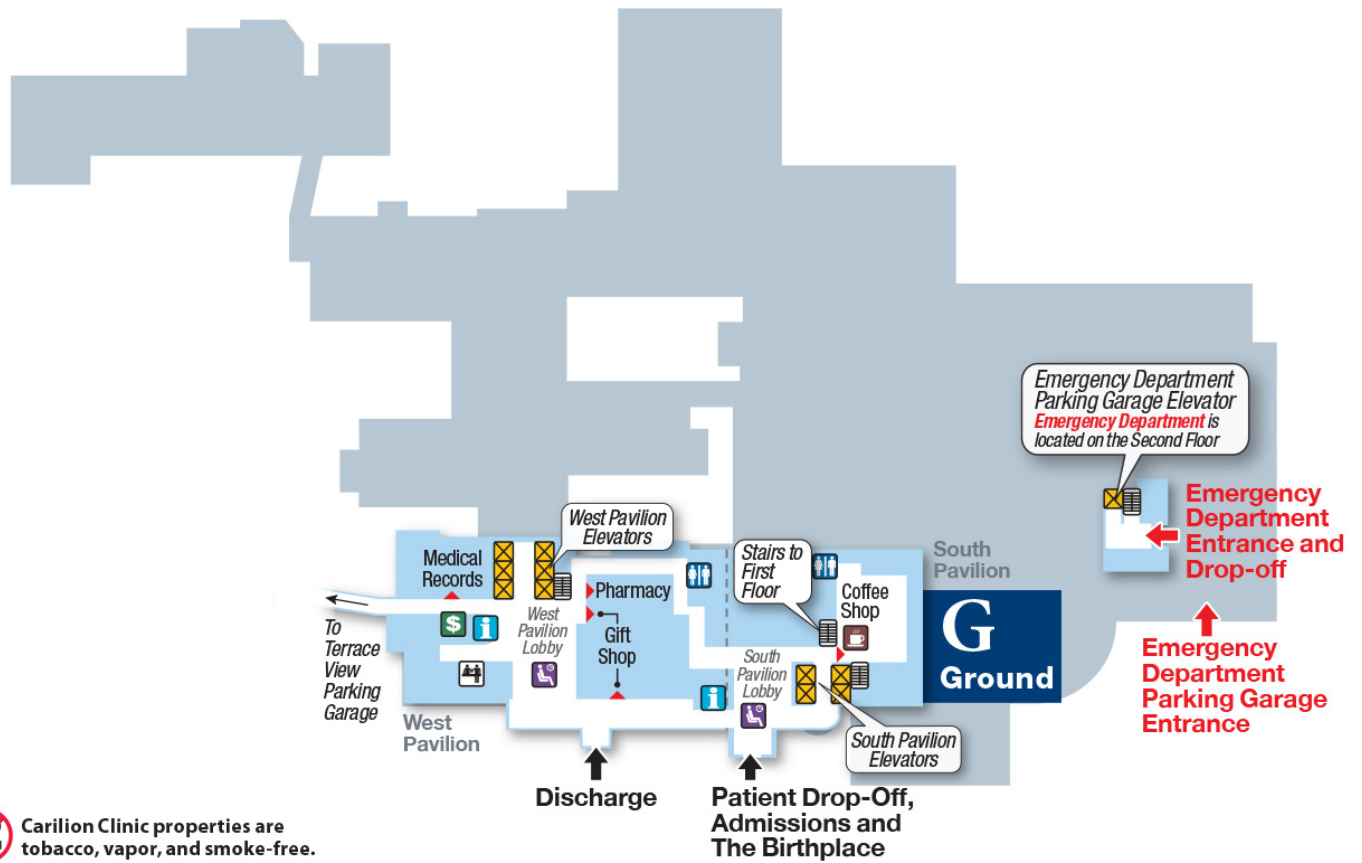 Emergency Department
Parking Garage Elevator
Emergency Department is
located on the Second Floor
Emergency
Department
Entrance and
Drop-off
West Pavilion
Elevators
Medical
Records
Stairs to
First
Floor
South
Pavilion
Pharmacy
Coffee
Shop
G
Ground
To
Terrace
View
Parking
Garage
$
i
West
Pavilion
Lobby
Gift
Shop
South
Pavilion
Lobby
i
Emergency
Department
Parking Garage
Entrance
West
Pavilion
South Pavilion
Elevators
Discharge
Patient Drop-Off,
Admissions and
The Birthplace
Carilion Clinic properties are
tobacco, vapor, and smoke-free.